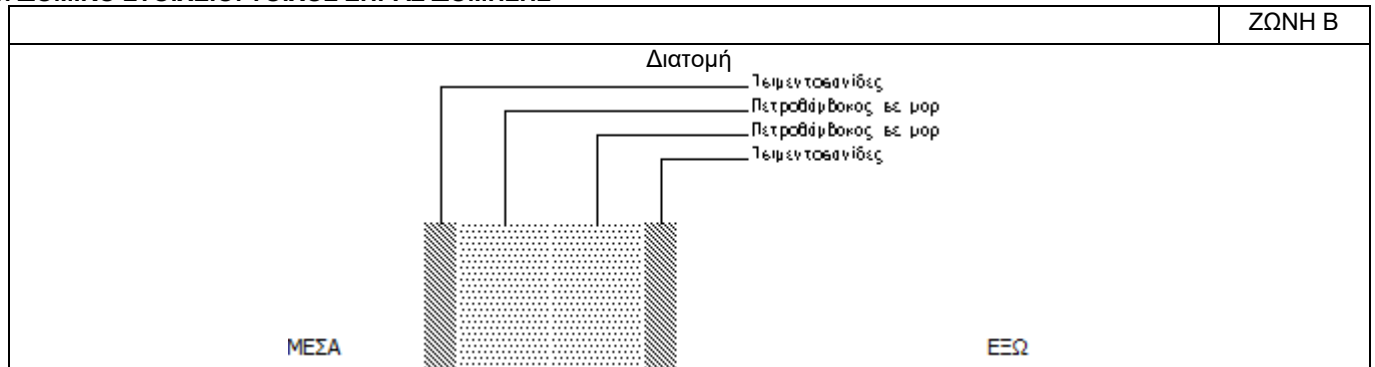 ΖΩΝΗ Β
Διατομή
Τσιμεντοσανίδες
Πετροβάμβακας σε μορ
Πετροβάμβακας σε μορ
Τσιμεντοσανίδες
ΜΕΣΑ
ΕΞΩ